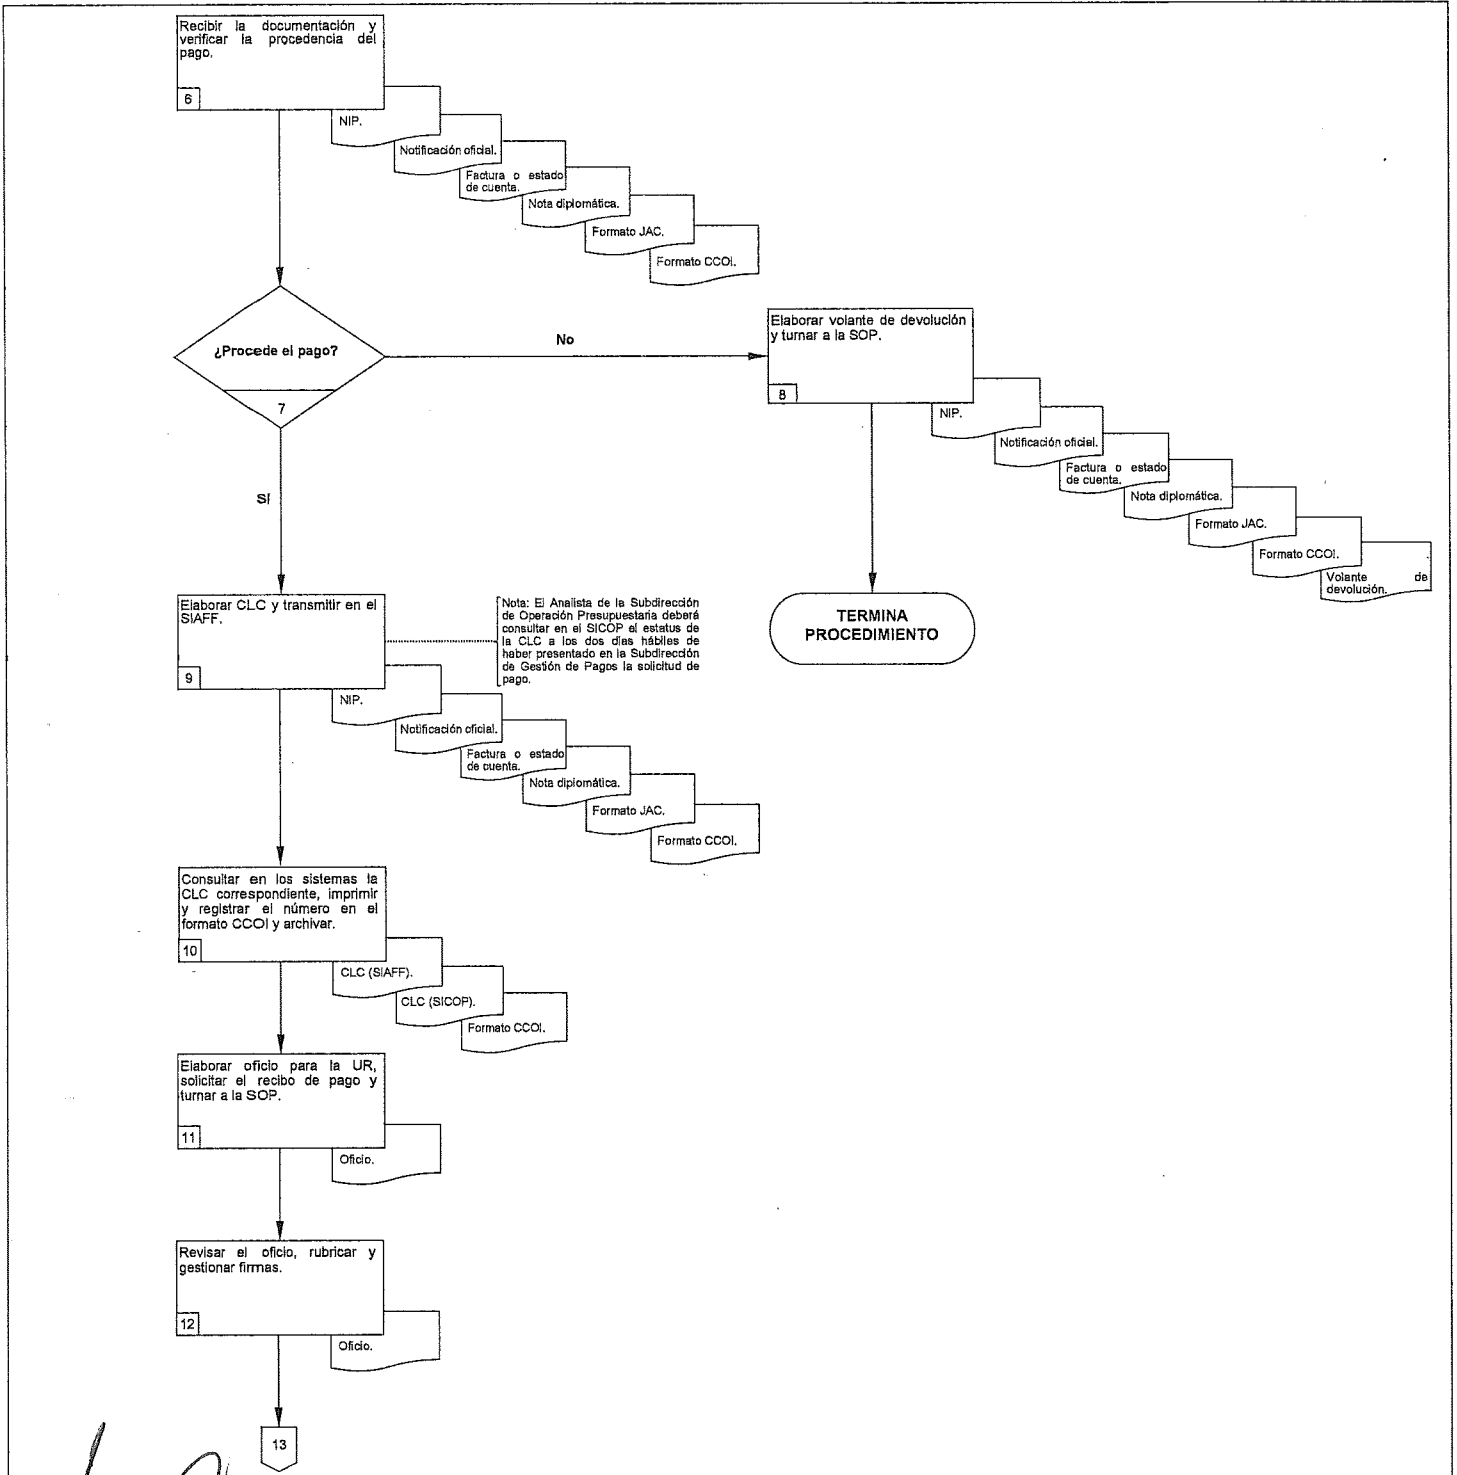 Recibir la documentación y
verificar la procedencia del
pago.
6
NIP.
Notificación oficial.
Factura o estado
de cuenta.
Nota diplomática.
Formato JAC.
Formato CCOI.
¿Procede el pago?
7
No
Elaborar volante de devolución
y turnar a la SOP.
8
NIP.
Notificación oficial.
Factura o estado
de cuenta.
Nota diplomática.
Formato JAC.
Formato CCOI.
Volante de
devolución.
TERMINA
PROCEDIMIENTO
SI
Elaborar CLC y transmitir en el
SIAFF.
9
Nota: El Analista de la Subdirección
de Operación Presupuestaria deberá
consultar en el SICOP el estatus de
la CLC a los dos días hábiles de
haber presentado en la Subdirección
de Gestión de Pagos la solicitud de
pago.
NIP.
Notificación oficial.
Factura o estado
de cuenta.
Nota diplomática.
Formato JAC.
Formato CCOI.
Consultar en los sistemas la
CLC correspondiente, imprimir
y registrar el número en el
formato CCOI y archivar.
10
CLC (SIAFF).
CLC (SICOP).
Formato CCOI.
Elaborar oficio para la UR,
solicitar el recibo de pago y
turnar a la SOP.
11
Oficio.
Revisar el oficio, rubricar y
gestionar firmas.
12
Oficio.
13